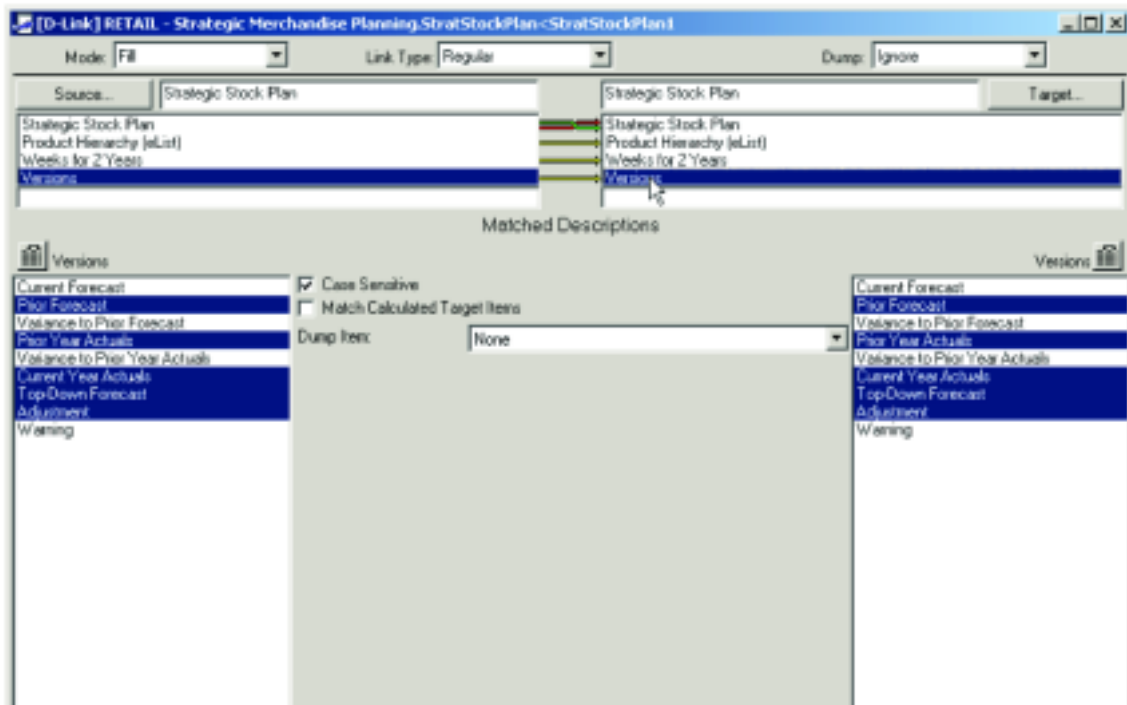 [D-Link] RETAIL - Strategic Merchandise Planning.StratStockPlan<StratStockPlan1
Mode: Fill Link Type: Regular Dump: Ignore
Source... Strategic Stock Plan Strategic Stock Plan Target...
Strategic Stock Plan Strategic Stock Plan
Product Hierarchy (eList) Product Hierarchy (eList)
Weeks for 2 Years Weeks for 2 Years
Versions Versions
Matched Descriptions
Versions Versions
Current Forecast Case Sensitive Current Forecast
Prior Forecast Match Calculated Target Items Prior Forecast
Variance to Prior Forecast Variance to Prior Forecast
Prior Year Actuals Dump Item: None Prior Year Actuals
Variance to Prior Year Actuals Variance to Prior Year Actuals
Current Year Actuals Current Year Actuals
Top-Down Forecast Top-Down Forecast
Adjustment Adjustment
Warning Warning